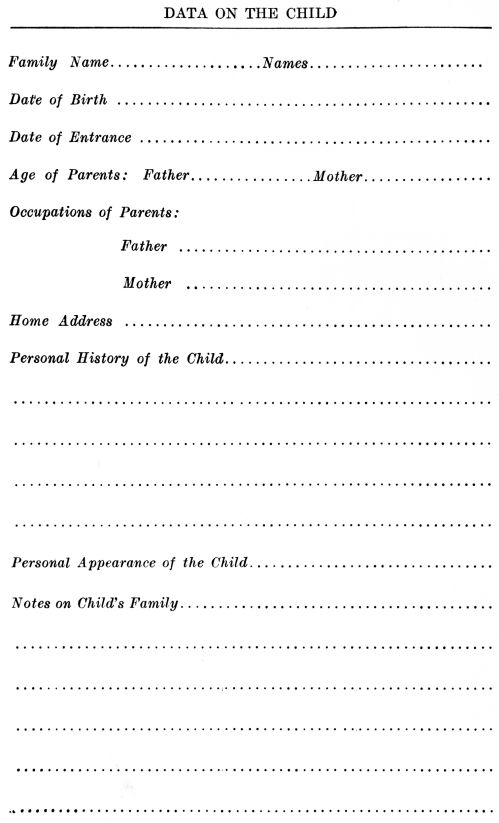 DATA ON THE CHILD
Family Name....................Names.......................
Date of Birth .................................................
Date of Entrance ..............................................
Age of Parents: Father................Mother.................
Occupations of Parents:
Father .........................................
Mother ........................................
Home Address ................................................
Personal History of the Child...................................
...............................................................
...............................................................
...............................................................
...............................................................
Personal Appearance of the Child................................
Notes on Child's Family.........................................
...............................................................
...............................................................
...............................................................
...............................................................
...............................................................